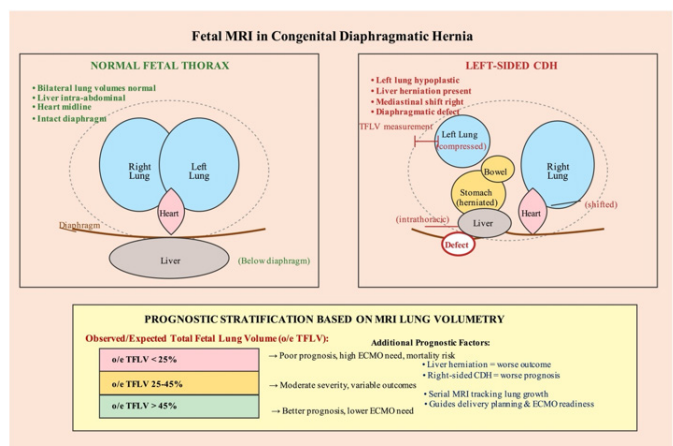 Fetal MRI in Congenital Diaphragmatic Hernia
NORMAL FETAL THORAX
• Bilateral lung volumes normal
• Liver intra-abdominal
• Heart midline
• Intact diaphragm
Right
Lung
Left
Lung
Heart
Diaphragm
Liver
(Below diaphragm)
LEFT-SIDED CDH
• Left lung hypoplastic
• Liver herniation present
• Mediastinal shift right
• Diaphragmatic defect
TFLV measurement
Left Lung
(compressed)
Bowel
Right
Lung
Stomach
(herniated)
(shifted)
(intrathoracic)
Liver
Heart
Defect
PROGNOSTIC STRATIFICATION BASED ON MRI LUNG VOLUMETRY
Observed/Expected Total Fetal Lung Volume (o/e TFLV):
o/e TFLV < 25%
→ Poor prognosis, high ECMO need, mortality risk
o/e TFLV 25-45%
→ Moderate severity, variable outcomes
o/e TFLV > 45%
→ Better prognosis, lower ECMO need
Additional Prognostic Factors:
• Liver herniation = worse outcome
• Right-sided CDH = worse prognosis
• Serial MRI tracking lung growth
• Guides delivery planning & ECMO readiness